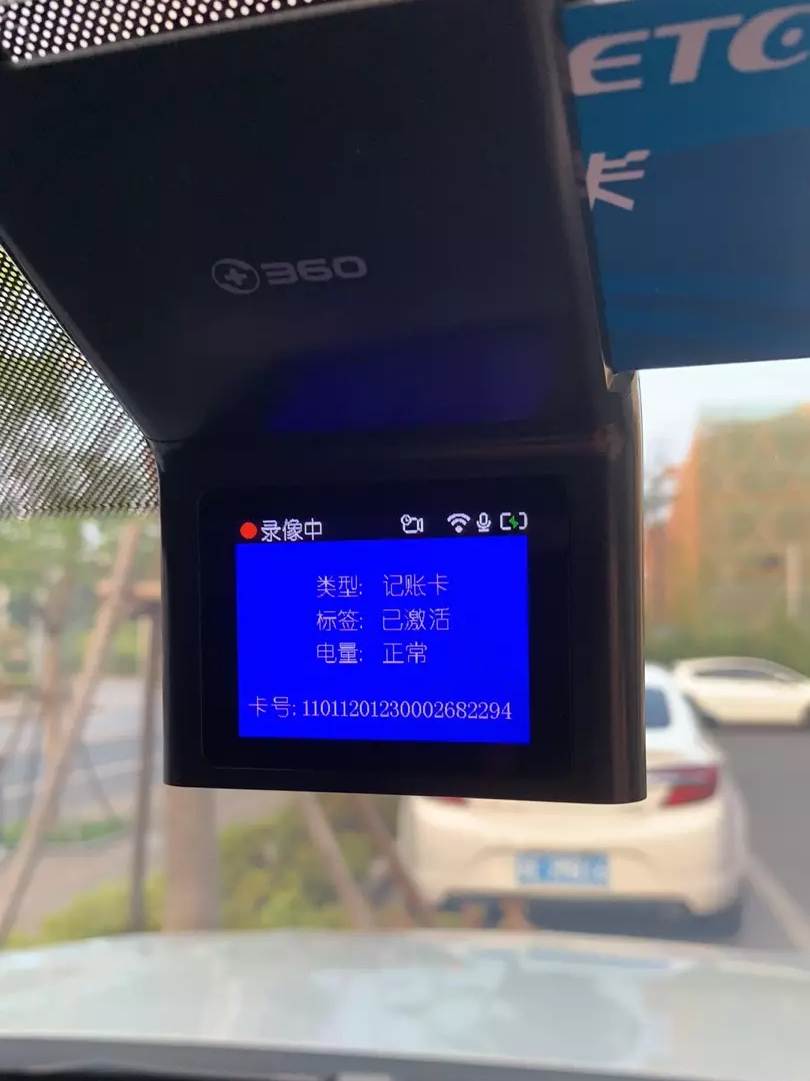 ETC
卡
360
录像中
类型: 记账卡
标签: 已激活
电量: 正常
卡号: 11011201230002682294